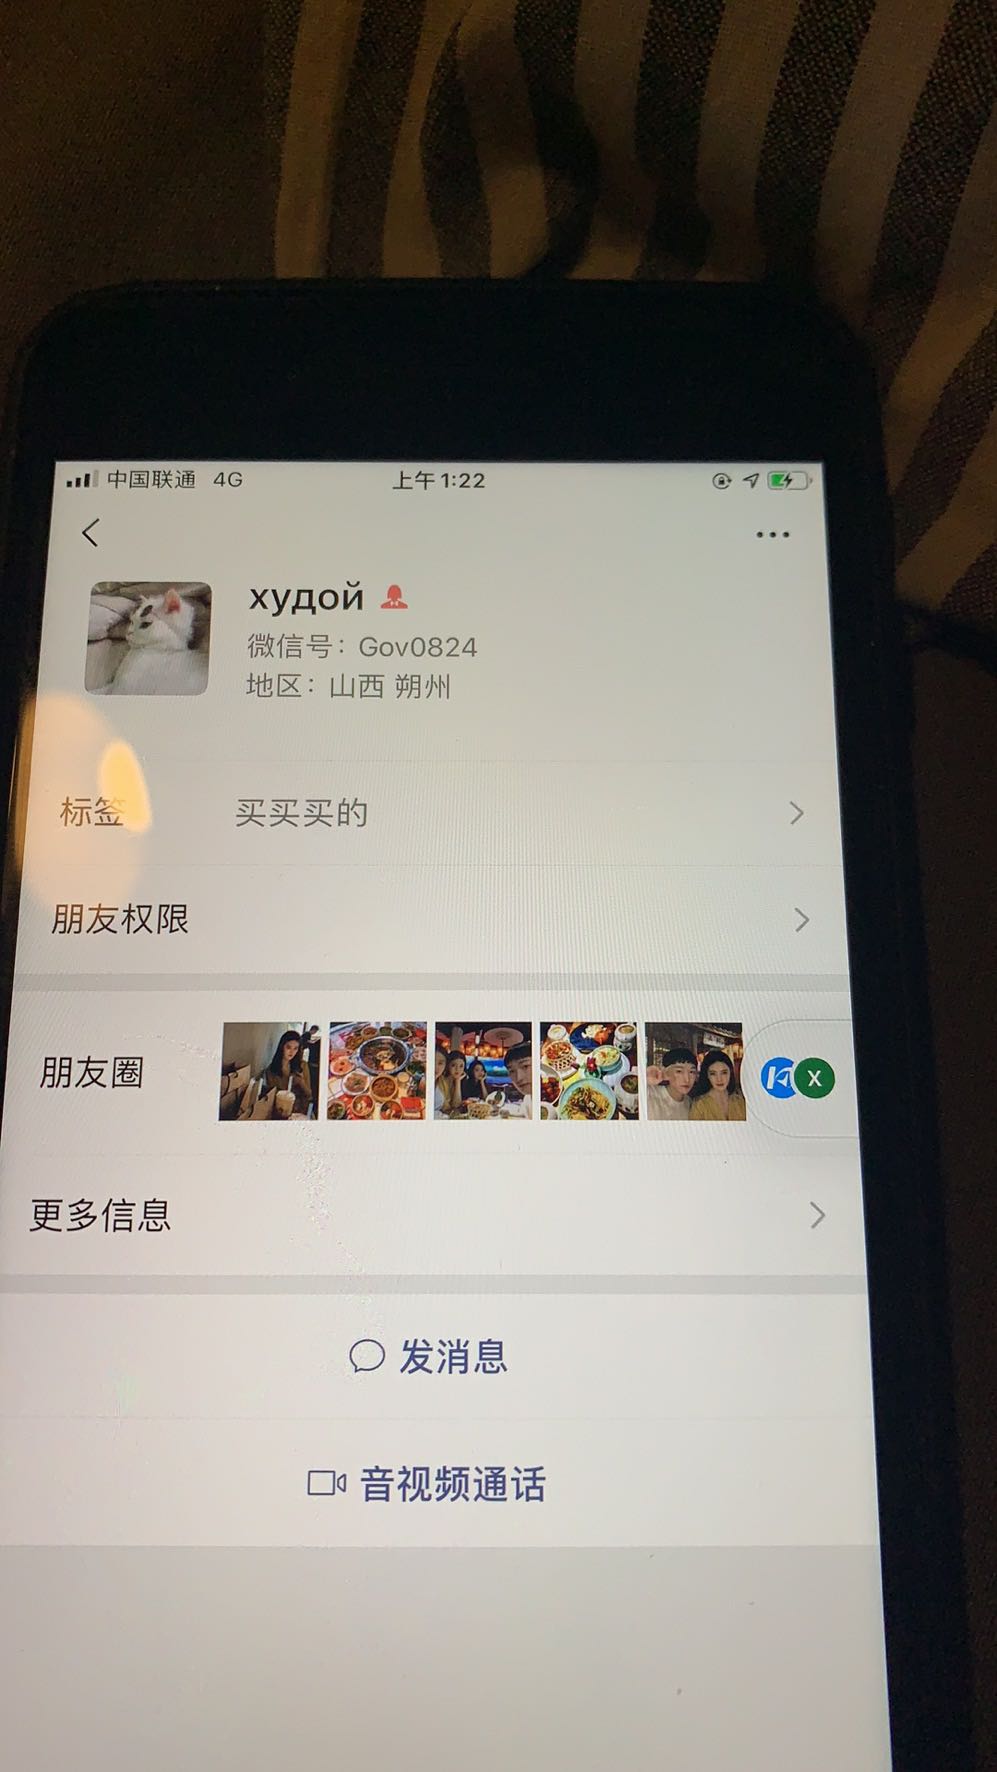 中国联通 4G 上午1:22
худой
微信号：Gov0824
地区：山西 朔州
标签 买买买的
朋友权限
朋友圈
X
更多信息
发消息
音视频通话